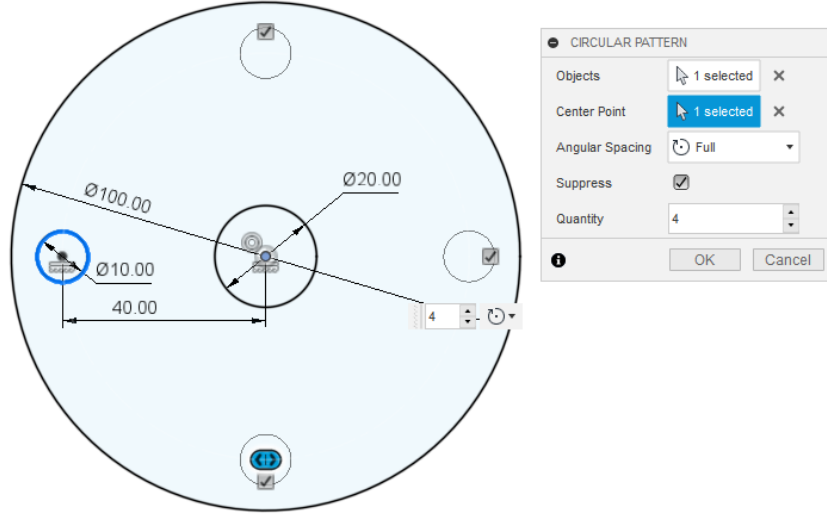 CIRCULAR PATTERN
Objects 1 selected
Center Point 1 selected
Angular Spacing Full
Suppress
Quantity 4
OK Cancel
Ø100.00
Ø20.00
Ø10.00
40.00
4